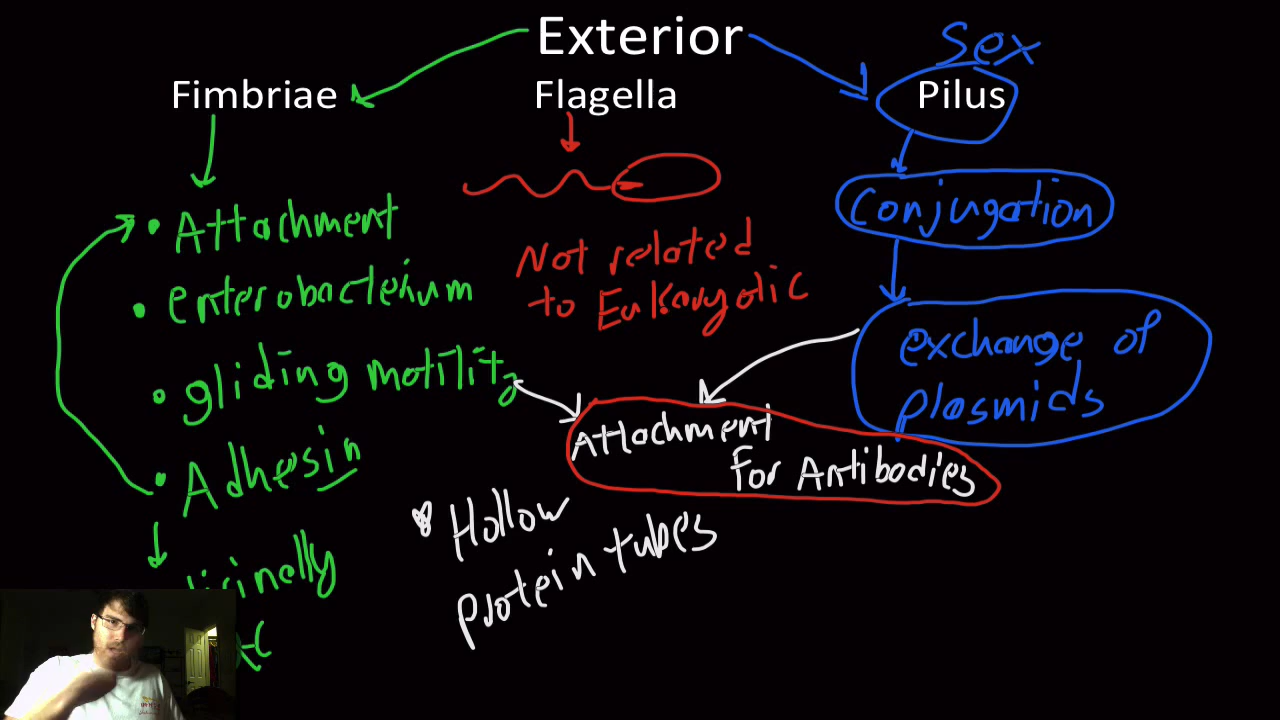 Exterior
Sex
Fimbriae
Flagella
Pilus
• Attachment
• enterobacterium
• gliding motility
• Adhesin
Not related
to Eukaryotic
Conjugation
exchange of
plasmids
Attachment
For Antibodies
Hollow
protein tubes